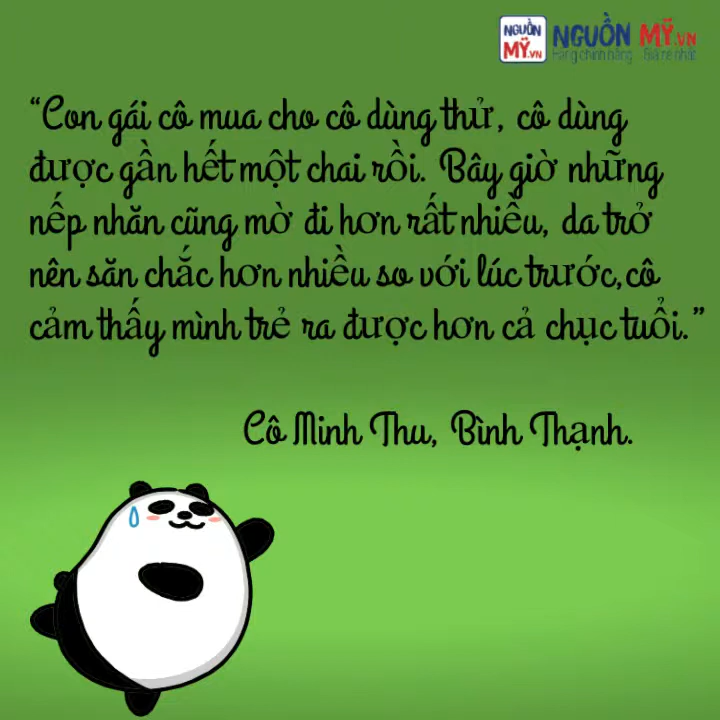 NGUỒN
MỸ.VN
NGUỒN MỸ.VN
Hàng chính hãng Giá rẻ nhất
“Con gái cô mua cho cô dùng thử, cô dùng
được gần hết một chai rồi. Bây giờ những
nếp nhăn cũng mờ đi hơn rất nhiều, da trở
nên săn chắc hơn nhiều so với lúc trước,cô
cảm thấy mình trẻ ra được hơn cả chục tuổi.”
Cô Minh Thu, Bình Thạnh.